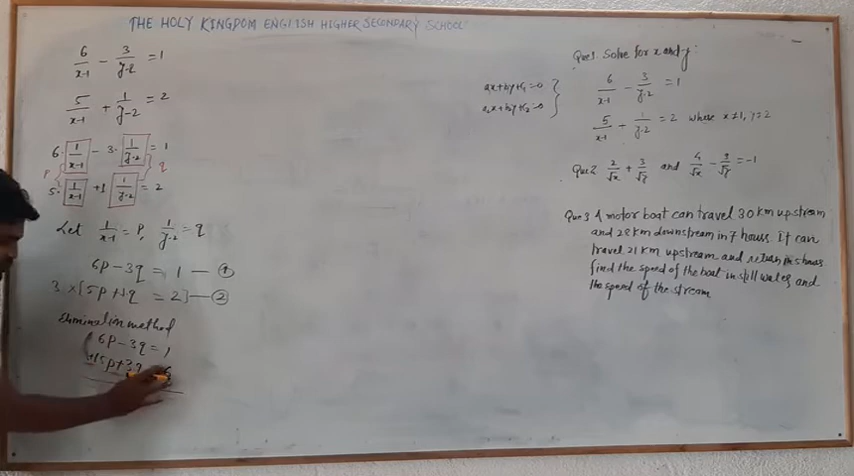 THE HOLY KINGDOM ENGLISH HIGHER SECONDARY SCHOOL
6/(x-1) - 3/(y-2) = 1
5/(x-1) + 1/(y-2) = 2
6· 1/(x-1) - 3· 1/(y-2) = 1
P q
5· 1/(x-1) + 1 1/(y-2) = 2
Let 1/(x-1) = P, 1/(y-2) = q
6P - 3q = 1 — ①
3 × [5P + 1q = 2] — ②
Elimination method
6P - 3q = 1
+15P + 3q = 6
Que1 Solve for x and y:
ax+by+c₁=0
a₂x+b₂y+c₂=0
6/(x-1) - 3/(y-2) = 1
5/(x-1) + 1/(y-2) = 2 where x≠1, y≠2
Que2 2/√x + 3/√y and 4/√x - 9/√y = -1
Que 3 A motor boat can travel 30 km upstream
and 28 km downstream in 7 hours. It can
travel 21 km upstream and return in 5 hours
find the speed of the boat in still water and
the speed of the stream